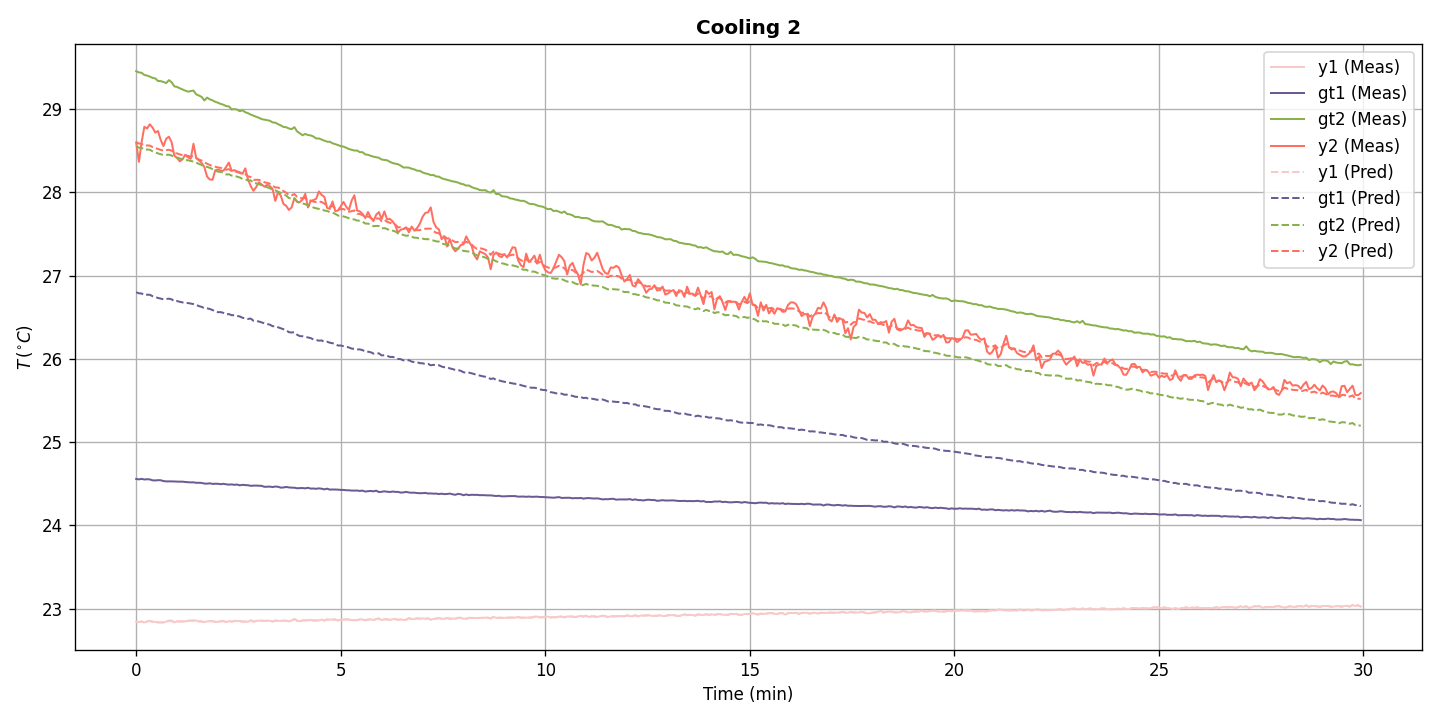 Cooling 2
y1 (Meas)
gt1 (Meas)
gt2 (Meas)
y2 (Meas)
y1 (Pred)
gt1 (Pred)
gt2 (Pred)
y2 (Pred)
29
28
27
26
25
24
23
T(°C)
0 5 10 15 20 25 30
Time (min)